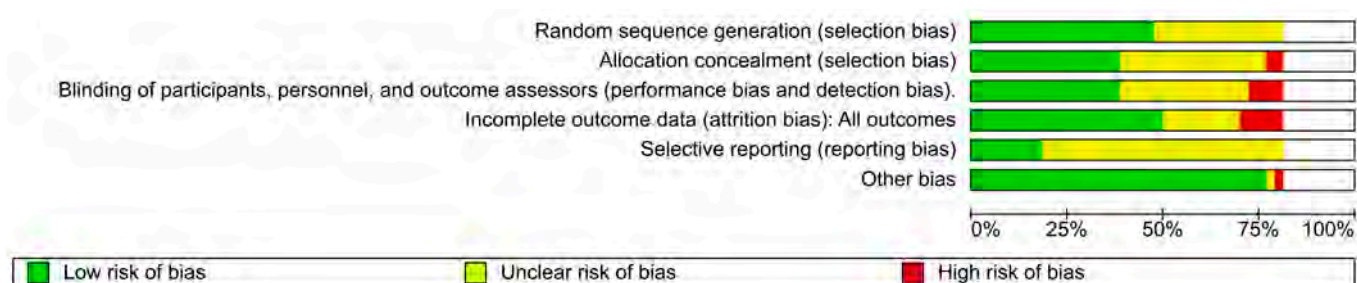 Random sequence generation (selection bias)
Allocation concealment (selection bias)
Blinding of participants, personnel, and outcome assessors (performance bias and detection bias).
Incomplete outcome data (attrition bias): All outcomes
Selective reporting (reporting bias)
Other bias
0% 25% 50% 75% 100%
Low risk of bias Unclear risk of bias High risk of bias